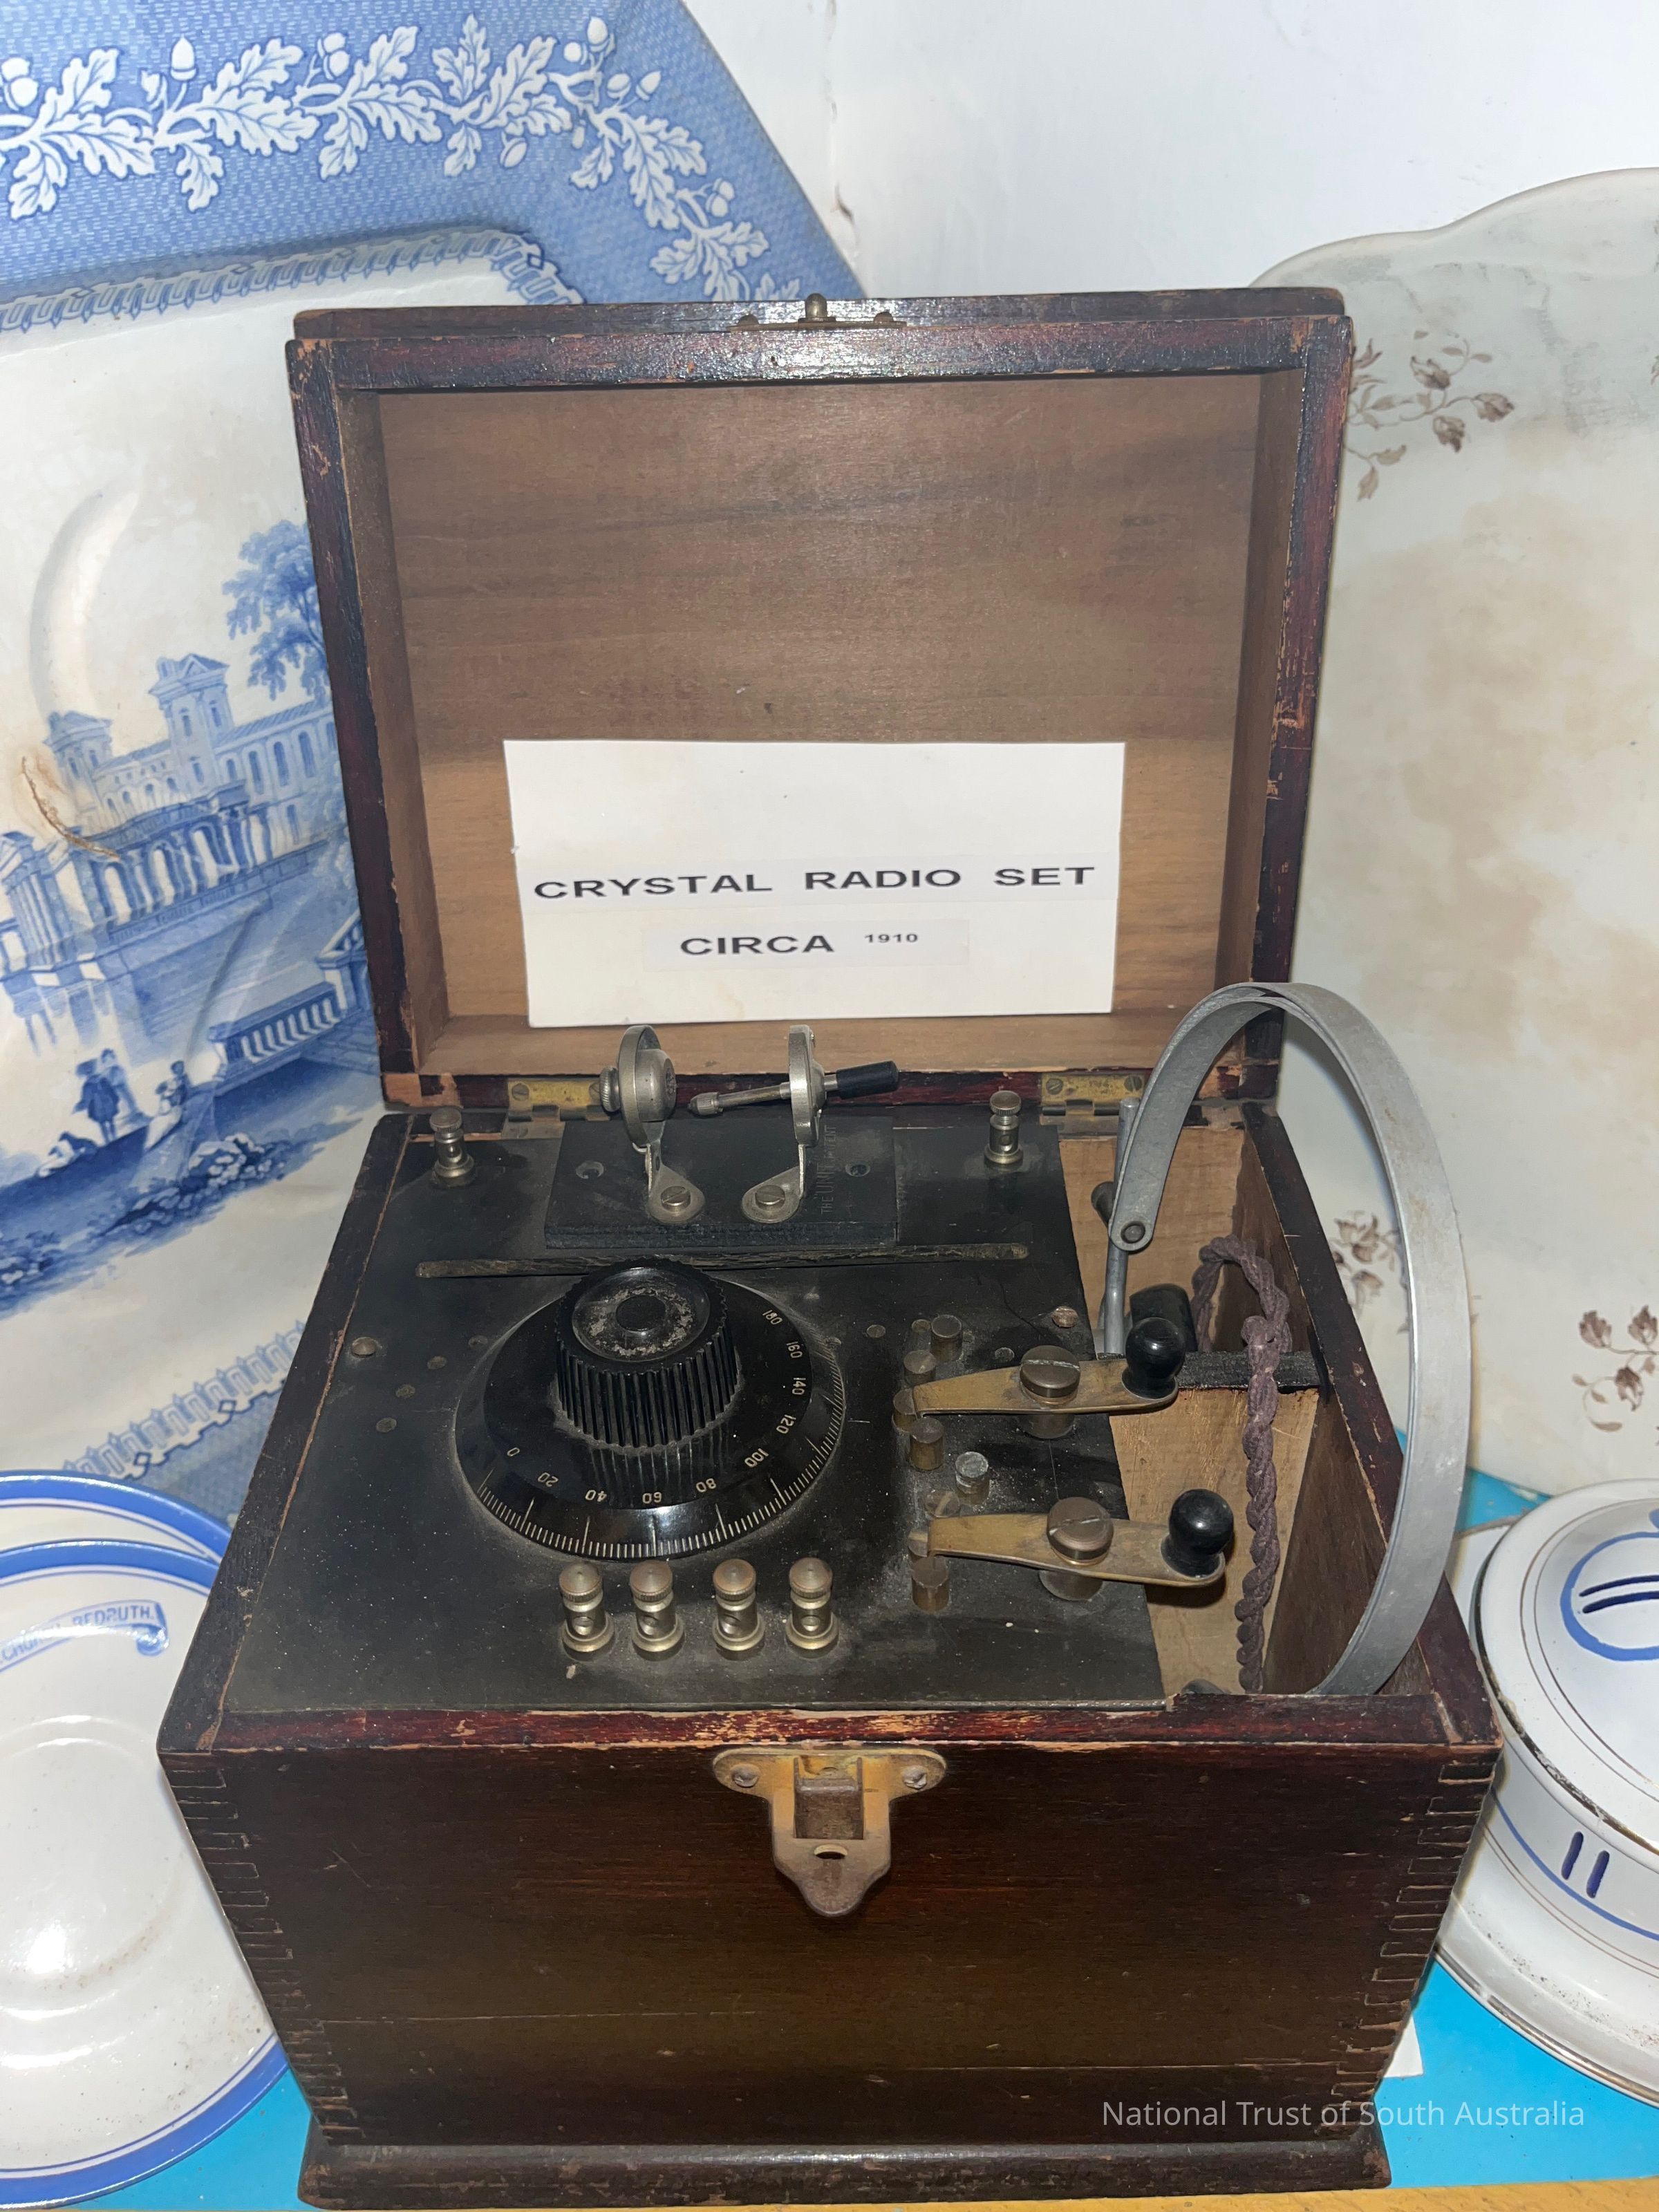 CRYSTAL RADIO SET
CIRCA 1910
180
160
140
120
100
80
60
40
20
0
REDRUTH.
National Trust of South Australia